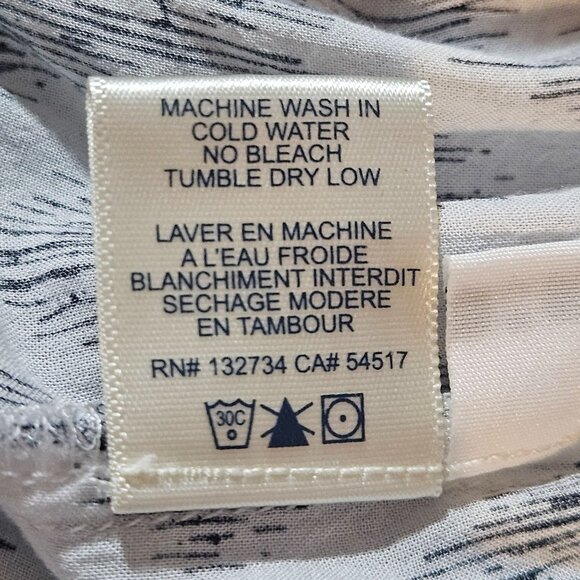 MACHINE WASH IN
COLD WATER
NO BLEACH
TUMBLE DRY LOW
LAVER EN MACHINE
A L'EAU FROIDE
BLANCHIMENT INTERDIT
SECHAGE MODERE
EN TAMBOUR
RN# 132734 CA# 54517
30C